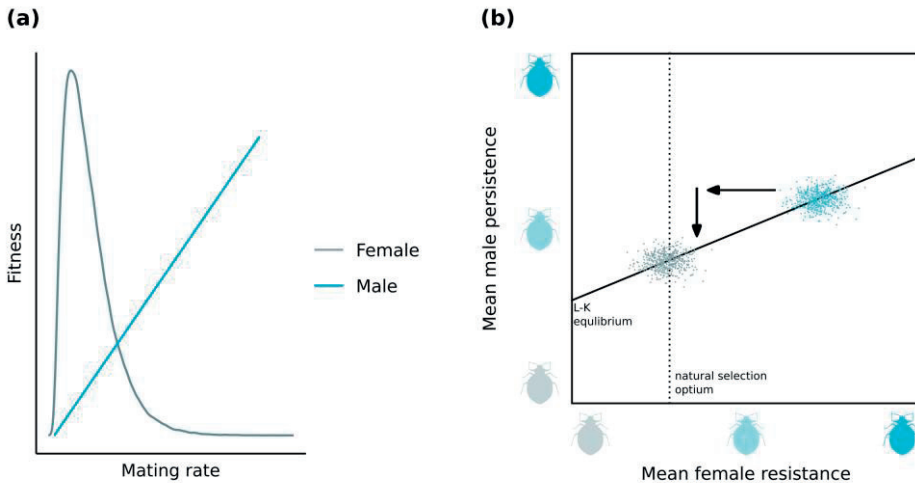 (a)
Fitness
Female
Male
Mating rate
(b)
Mean male persistence
L-K
equlibrium
natural selection
optium
Mean female resistance